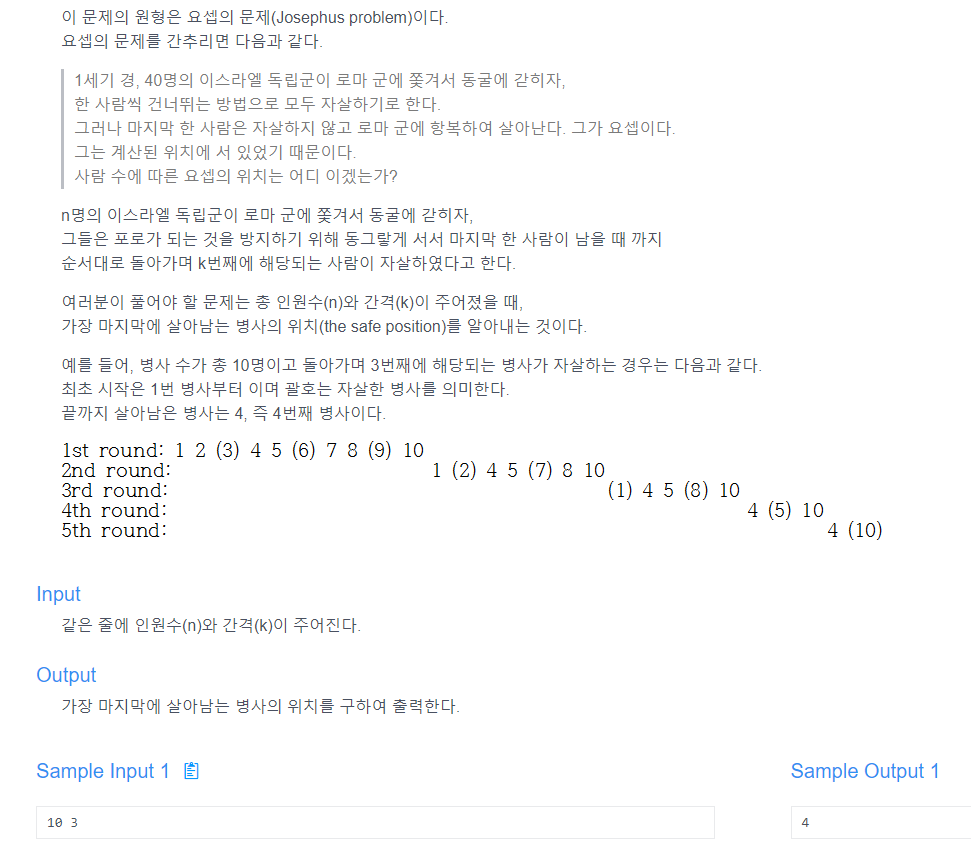 이 문제의 원형은 요셉의 문제(Josephus problem)이다.
요셉의 문제를 간추리면 다음과 같다.
1세기 경, 40명의 이스라엘 독립군이 로마 군에 쫓겨서 동굴에 갇히자,
한 사람씩 건너뛰는 방법으로 모두 자살하기로 한다.
그러나 마지막 한 사람은 자살하지 않고 로마 군에 항복하여 살아난다. 그가 요셉이다.
그는 계산된 위치에 서 있었기 때문이다.
사람 수에 따른 요셉의 위치는 어디 이겠는가?
n명의 이스라엘 독립군이 로마 군에 쫓겨서 동굴에 갇히자,
그들은 포로가 되는 것을 방지하기 위해 동그랗게 서서 마지막 한 사람이 남을 때 까지
순서대로 돌아가며 k번째에 해당되는 사람이 자살하였다고 한다.
여러분이 풀어야 할 문제는 총 인원수(n)와 간격(k)이 주어졌을 때,
가장 마지막에 살아남는 병사의 위치(the safe position)를 알아내는 것이다.
예를 들어, 병사 수가 총 10명이고 돌아가며 3번째에 해당되는 병사가 자살하는 경우는 다음과 같다.
최초 시작은 1번 병사부터 이며 괄호는 자살한 병사를 의미한다.
끝까지 살아남은 병사는 4, 즉 4번째 병사이다.
1st round: 1 2 (3) 4 5 (6) 7 8 (9) 10
2nd round: 1 (2) 4 5 (7) 8 10
3rd round: (1) 4 5 (8) 10
4th round: 4 (5) 10
5th round: 4 (10)
Input
같은 줄에 인원수(n)와 간격(k)이 주어진다.
Output
가장 마지막에 살아남는 병사의 위치를 구하여 출력한다.
Sample Input 1
10 3
Sample Output 1
4